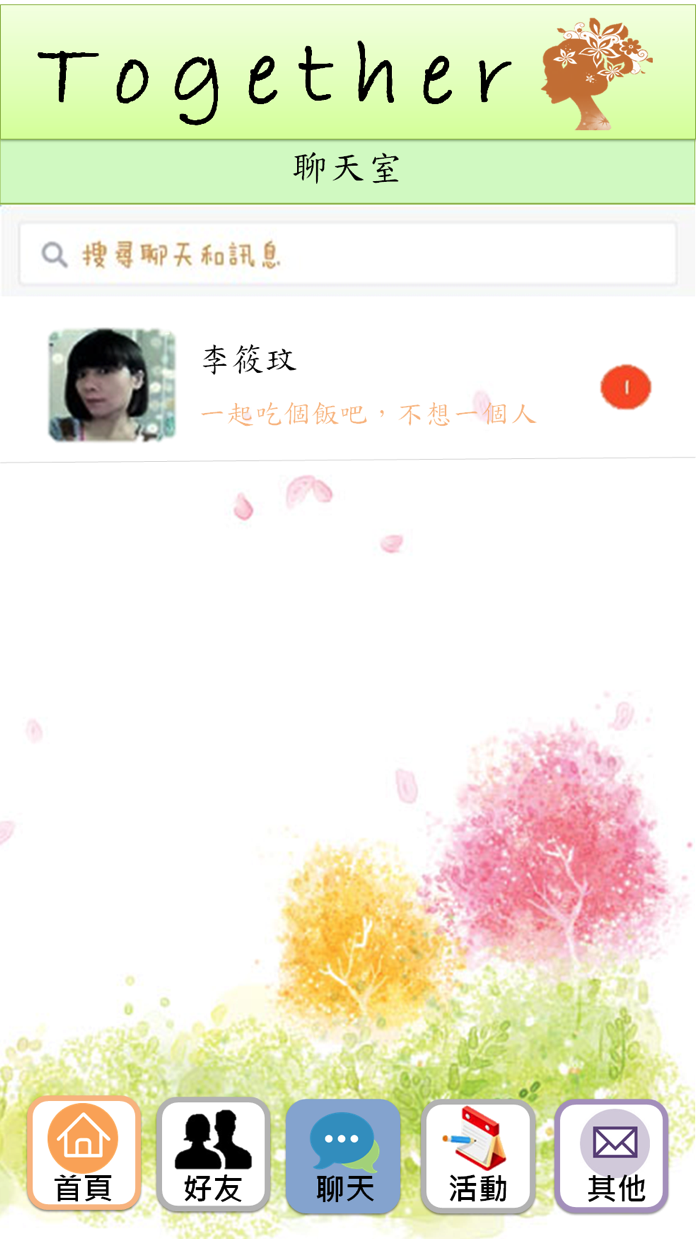 Together
聊天室
搜尋聊天和訊息
李筱玟
一起吃個飯吧，不想一個人
1
首頁
好友
聊天
活動
其他